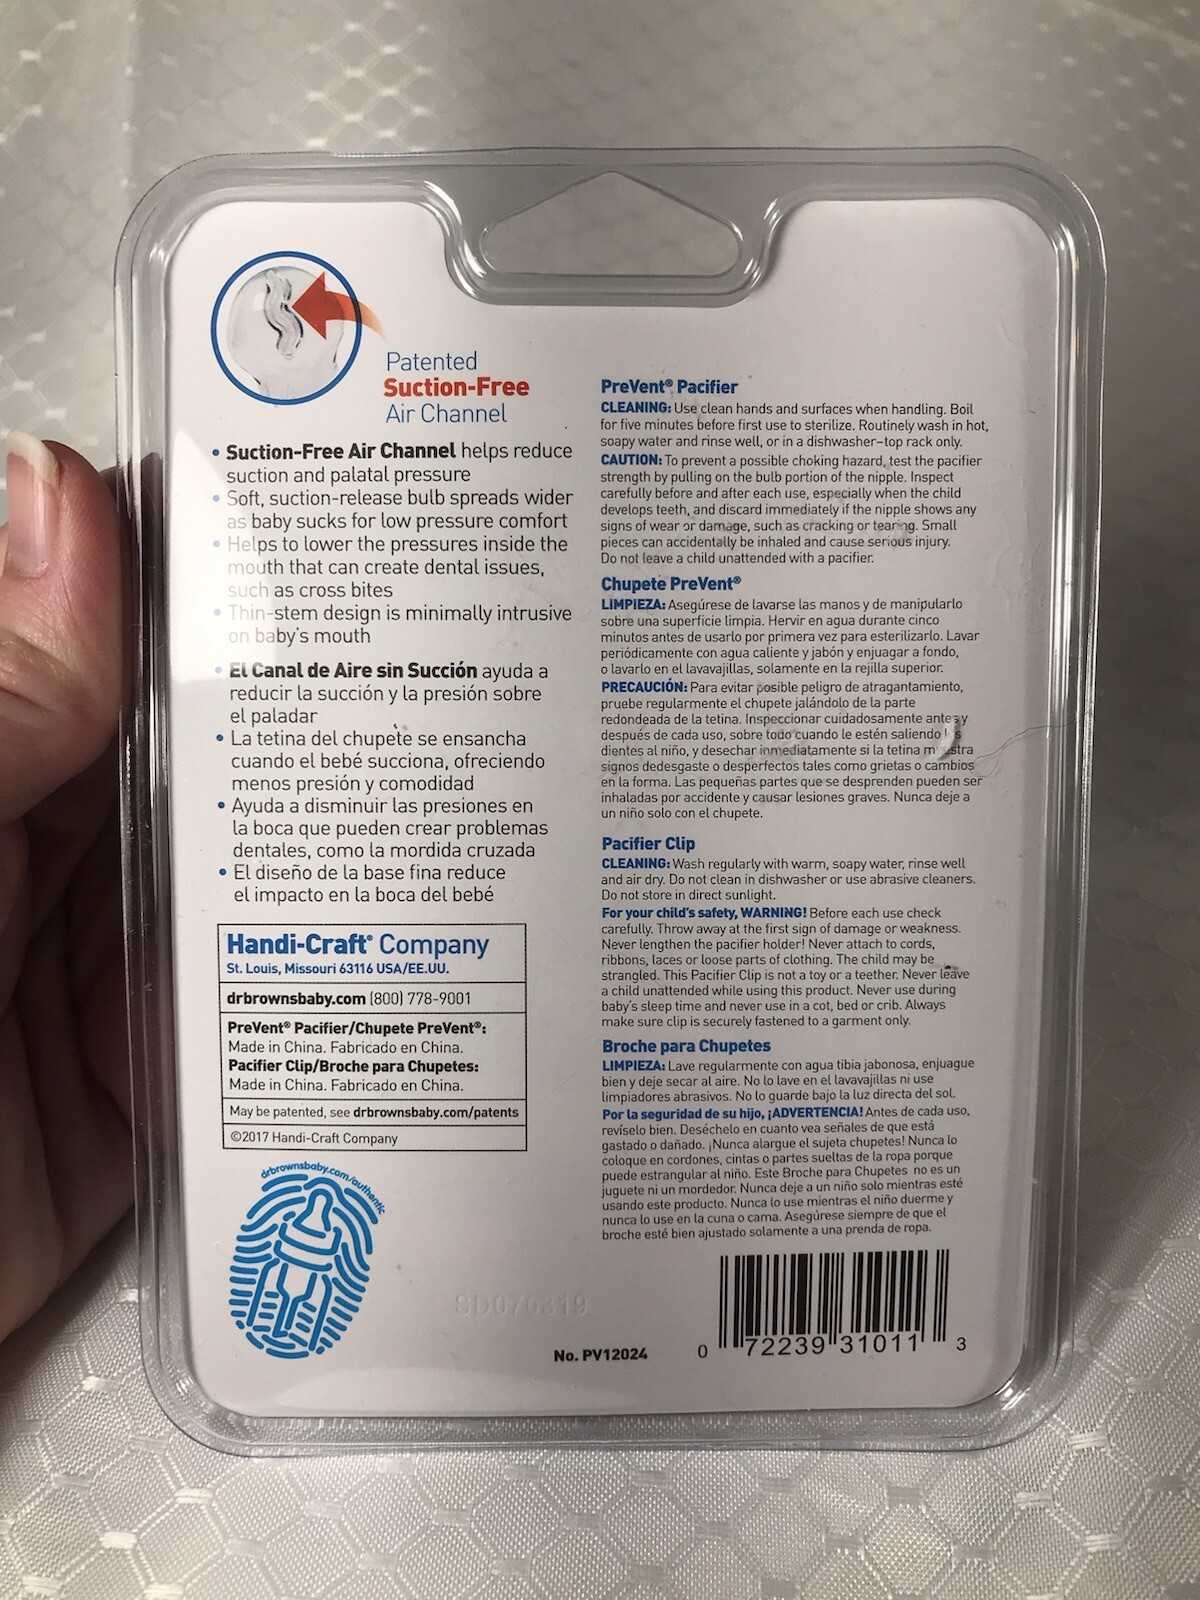 Patented
Suction-Free
Air Channel
• Suction-Free Air Channel helps reduce
suction and palatal pressure
• Soft, suction-release bulb spreads wider
as baby sucks for low pressure comfort
• Helps to lower the pressures inside the
mouth that can create dental issues,
such as cross bites
• Thin-stem design is minimally intrusive
on baby's mouth
• El Canal de Aire sin Succión ayuda a
reducir la succión y la presión sobre
el paladar
• La tetina del chupete se ensancha
cuando el bebé succiona, ofreciendo
menos presión y comodidad
• Ayuda a disminuir las presiones en
la boca que pueden crear problemas
dentales, como la mordida cruzada
• El diseño de la base fina reduce
el impacto en la boca del bebé
Handi-Craft® Company
St. Louis, Missouri 63116 USA/EE.UU.
drbrownsbaby.com (800) 778-9001
PreVent® Pacifier/Chupete PreVent®:
Made in China. Fabricado en China.
Pacifier Clip/Broche para Chupetes:
Made in China. Fabricado en China.
May be patented, see drbrownsbaby.com/patents
©2017 Handi-Craft Company
drbrownsbaby.com/authentic
PreVent® Pacifier
CLEANING: Use clean hands and surfaces when handling. Boil
for five minutes before first use to sterilize. Routinely wash in hot,
soapy water and rinse well, or in a dishwasher-top rack only.
CAUTION: To prevent a possible choking hazard, test the pacifier
strength by pulling on the bulb portion of the nipple. Inspect
carefully before and after each use, especially when the child
develops teeth, and discard immediately if the nipple shows any
signs of wear or damage, such as cracking or tearing. Small
pieces can accidentally be inhaled and cause serious injury.
Do not leave a child unattended with a pacifier.
Chupete PreVent®
LIMPIEZA: Asegúrese de lavarse las manos y de manipularlo
sobre una superficie limpia. Hervir en agua durante cinco
minutos antes de usarlo por primera vez para esterilizarlo. Lavar
periódicamente con agua caliente y jabón y enjuagar a fondo,
o lavarlo en el lavavajillas, solamente en la rejilla superior.
PRECAUCIÓN: Para evitar posible peligro de atragantamiento,
pruebe regularmente el chupete jalándolo de la parte
redondeada de la tetina. Inspeccionar cuidadosamente antes y
después de cada uso, sobre todo cuando le estén saliendo los
dientes al niño, y desechar inmediatamente si la tetina muestra
signos dedesgaste o desperfectos tales como grietas o cambios
en la forma. Las pequeñas partes que se desprenden pueden ser
inhaladas por accidente y causar lesiones graves. Nunca deje a
un niño solo con el chupete.
Pacifier Clip
CLEANING: Wash regularly with warm, soapy water, rinse well
and air dry. Do not clean in dishwasher or use abrasive cleaners.
Do not store in direct sunlight.
For your child's safety, WARNING! Before each use check
carefully. Throw away at the first sign of damage or weakness.
Never lengthen the pacifier holder! Never attach to cords,
ribbons, laces or loose parts of clothing. The child may be
strangled. This Pacifier Clip is not a toy or a teether. Never leave
a child unattended while using this product. Never use during
baby's sleep time and never use in a cot, bed or crib. Always
make sure clip is securely fastened to a garment only.
Broche para Chupetes
LIMPIEZA: Lave regularmente con agua tibia jabonosa, enjuague
bien y deje secar al aire. No lo lave en el lavavajillas ni use
limpiadores abrasivos. No lo guarde bajo la luz directa del sol.
Por la seguridad de su hijo, ¡ADVERTENCIA! Antes de cada uso,
revíselo bien. Deséchelo en cuanto vea señales de que está
gastado o dañado. ¡Nunca alargue el sujeta chupetes! Nunca lo
coloque en cordones, cintas o partes sueltas de la ropa porque
puede estrangular al niño. Este Broche para Chupetes no es un
juguete ni un mordedor. Nunca deje a un niño solo mientras esté
usando este producto. Nunca lo use mientras el niño duerme y
nunca lo use en la cuna o cama. Asegúrese siempre de que el
broche esté bien ajustado solamente a una prenda de ropa.
SD070319
No. PV12024
0 72239 31011 3